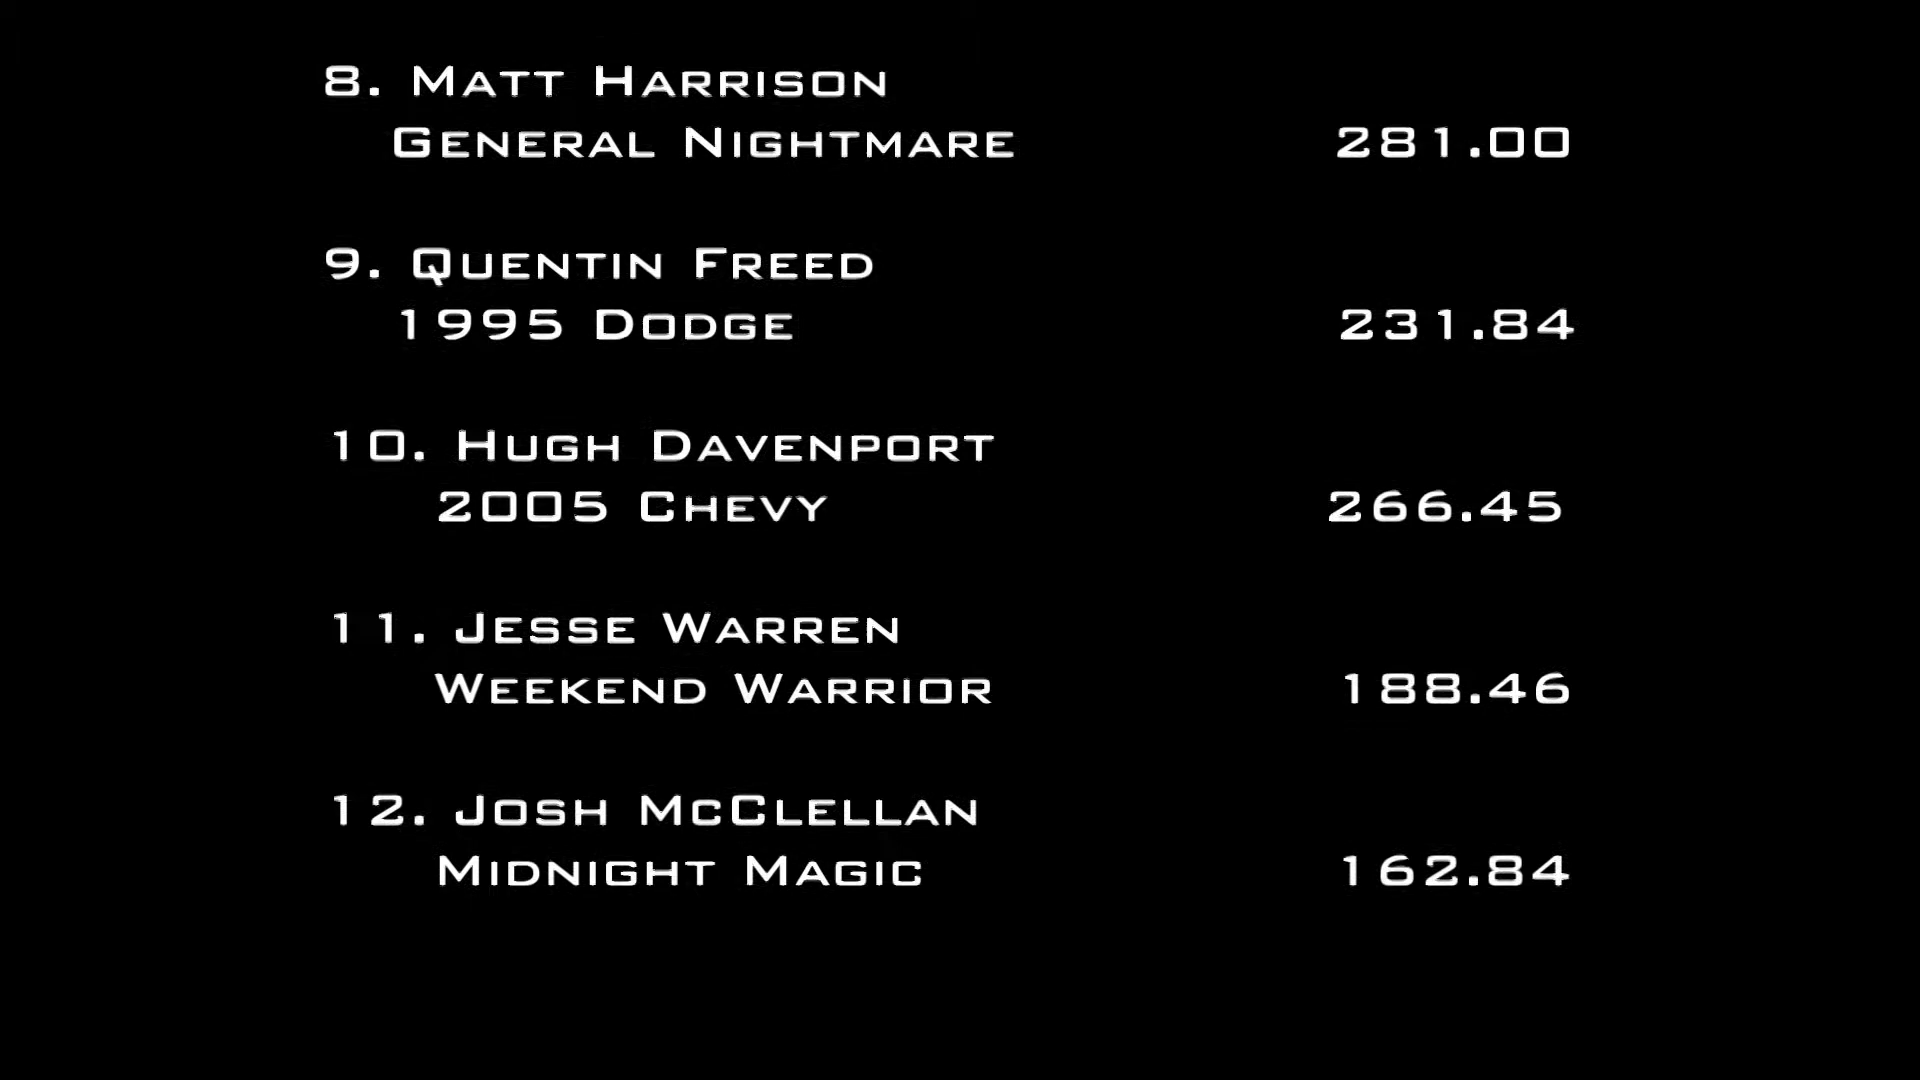 8. Matt Harrison
General Nightmare 281.00
9. Quentin Freed
1995 Dodge 231.84
10. Hugh Davenport
2005 Chevy 266.45
11. Jesse Warren
Weekend Warrior 188.46
12. Josh McClellan
Midnight Magic 162.84